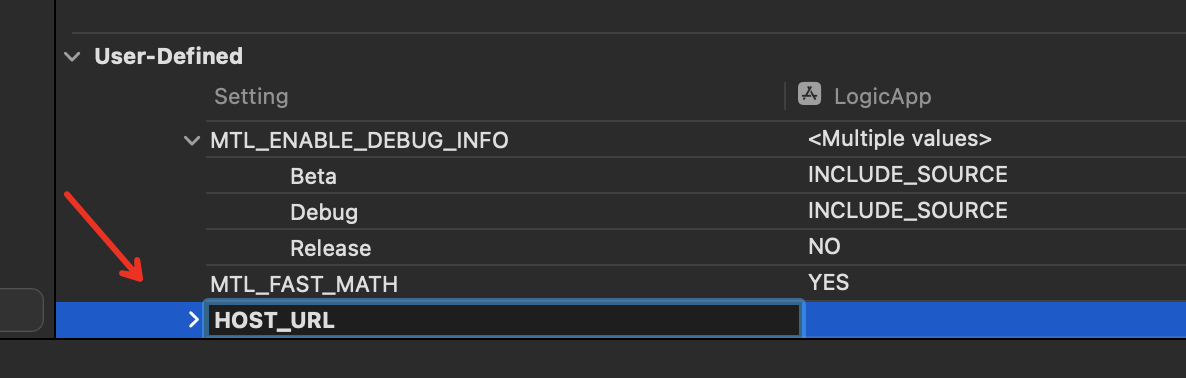 User-Defined
Setting LogicApp
MTL_ENABLE_DEBUG_INFO <Multiple values>
Beta INCLUDE_SOURCE
Debug INCLUDE_SOURCE
Release NO
MTL_FAST_MATH YES
HOST_URL